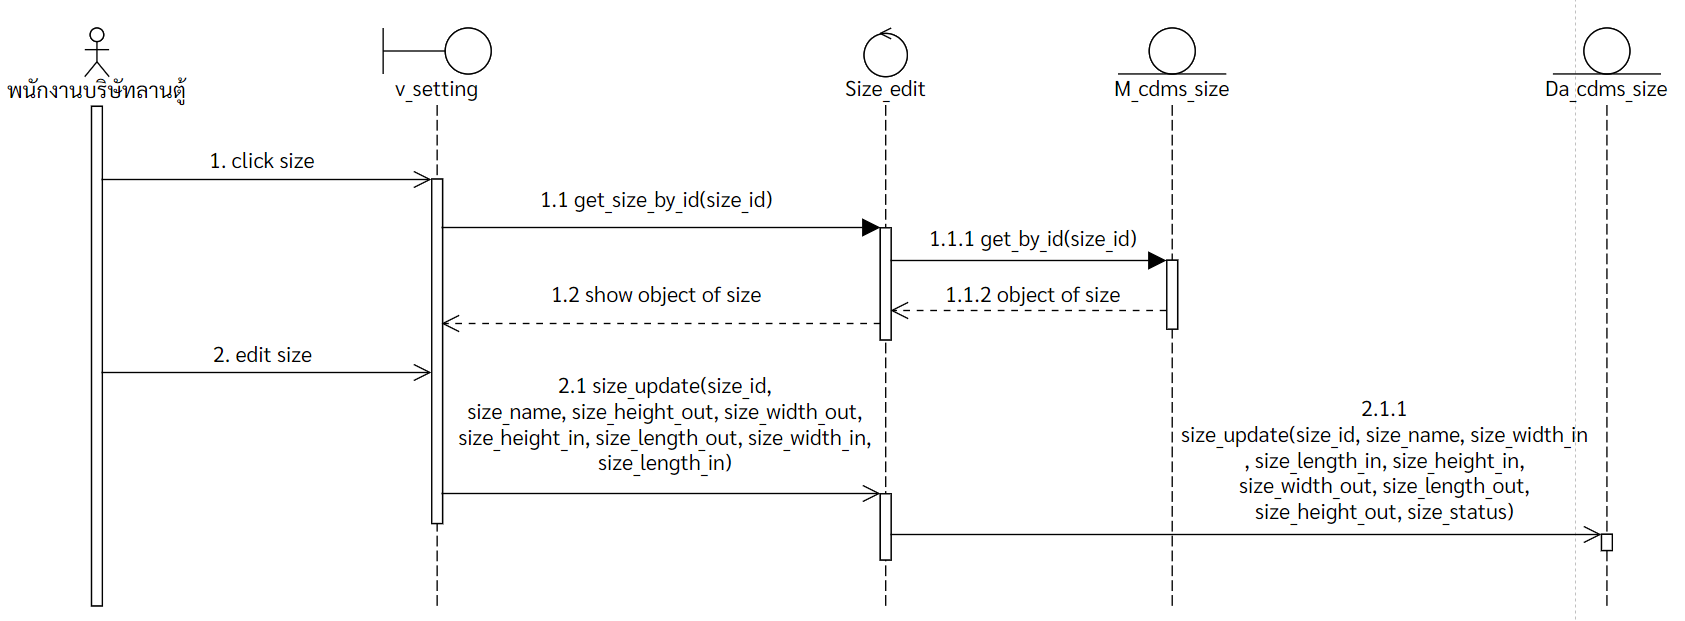 พนักงานบริษัทลานตู้
v_setting
Size_edit
M_cdms_size
Da_cdms_size
1. click size
1.1 get_size_by_id(size_id)
1.1.1 get_by_id(size_id)
1.2 show object of size
1.1.2 object of size
2. edit size
2.1 size_update(size_id,
size_name, size_height_out, size_width_out,
size_height_in, size_length_out, size_width_in,
size_length_in)
2.1.1
size_update(size_id, size_name, size_width_in
, size_length_in, size_height_in,
size_width_out, size_length_out,
size_height_out, size_status)